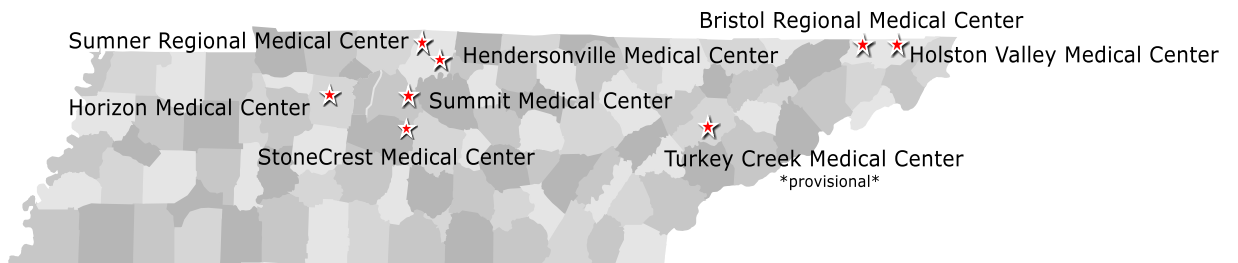 Bristol Regional Medical Center
Sumner Regional Medical Center
Hendersonville Medical Center
Holston Valley Medical Center
Horizon Medical Center
Summit Medical Center
StoneCrest Medical Center
Turkey Creek Medical Center
*provisional*